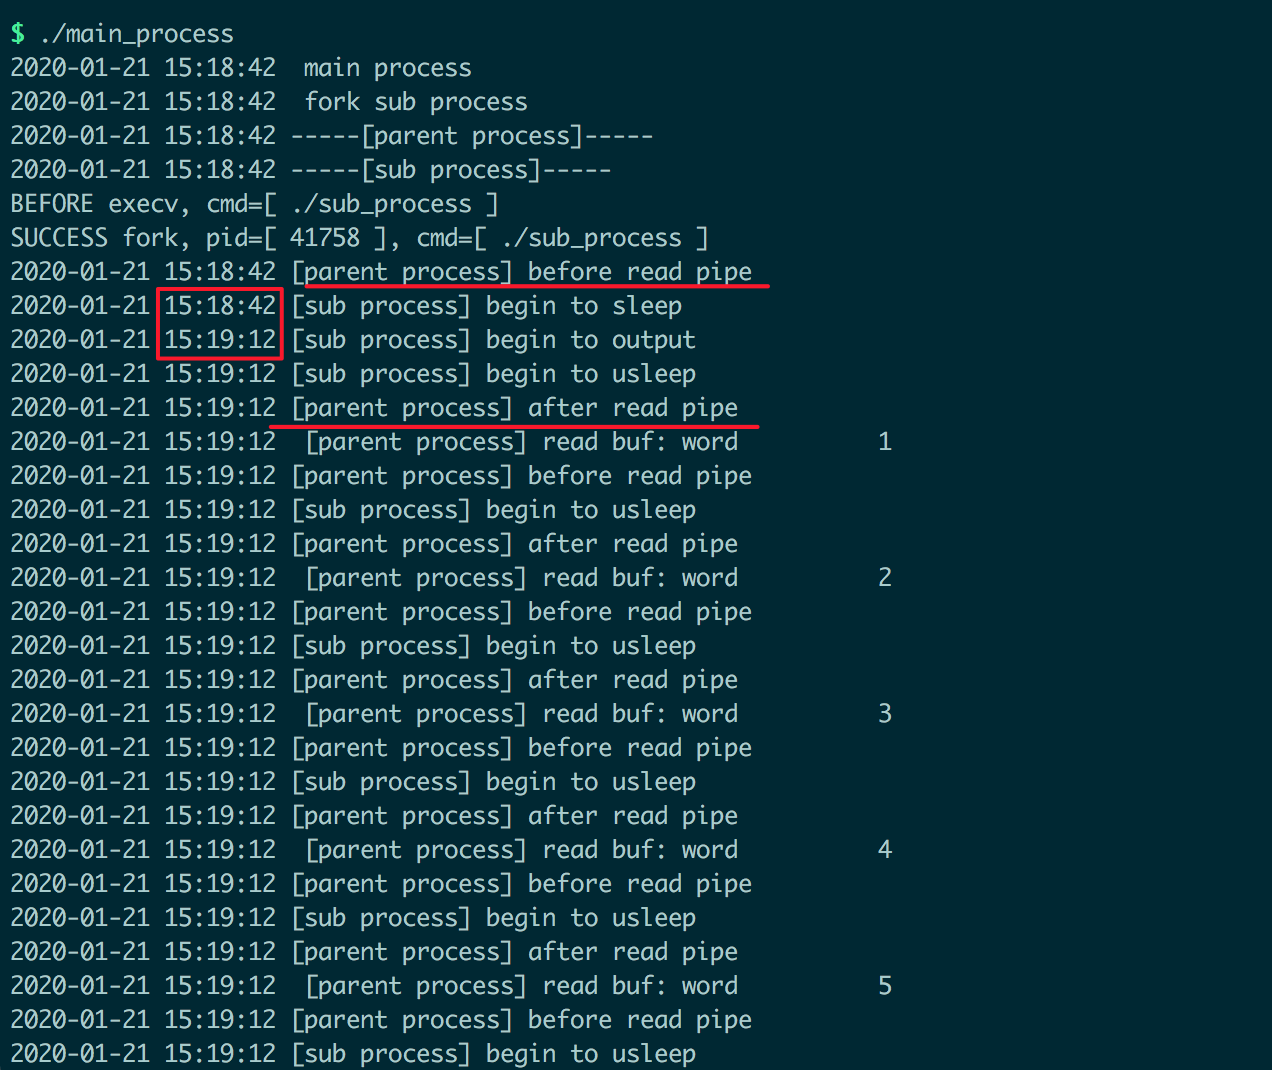 $ ./main_process
2020-01-21 15:18:42  main process
2020-01-21 15:18:42  fork sub process
2020-01-21 15:18:42 -----[parent process]-----
2020-01-21 15:18:42 -----[sub process]-----
BEFORE execv, cmd=[ ./sub_process ]
SUCCESS fork, pid=[ 41758 ], cmd=[ ./sub_process ]
2020-01-21 15:18:42 [parent process] before read pipe
2020-01-21 15:18:42 [sub process] begin to sleep
2020-01-21 15:19:12 [sub process] begin to output
2020-01-21 15:19:12 [sub process] begin to usleep
2020-01-21 15:19:12 [parent process] after read pipe
2020-01-21 15:19:12  [parent process] read buf: word          1
2020-01-21 15:19:12 [parent process] before read pipe
2020-01-21 15:19:12 [sub process] begin to usleep
2020-01-21 15:19:12 [parent process] after read pipe
2020-01-21 15:19:12  [parent process] read buf: word          2
2020-01-21 15:19:12 [parent process] before read pipe
2020-01-21 15:19:12 [sub process] begin to usleep
2020-01-21 15:19:12 [parent process] after read pipe
2020-01-21 15:19:12  [parent process] read buf: word          3
2020-01-21 15:19:12 [parent process] before read pipe
2020-01-21 15:19:12 [sub process] begin to usleep
2020-01-21 15:19:12 [parent process] after read pipe
2020-01-21 15:19:12  [parent process] read buf: word          4
2020-01-21 15:19:12 [parent process] before read pipe
2020-01-21 15:19:12 [sub process] begin to usleep
2020-01-21 15:19:12 [parent process] after read pipe
2020-01-21 15:19:12  [parent process] read buf: word          5
2020-01-21 15:19:12 [parent process] before read pipe
2020-01-21 15:19:12 [sub process] begin to usleep